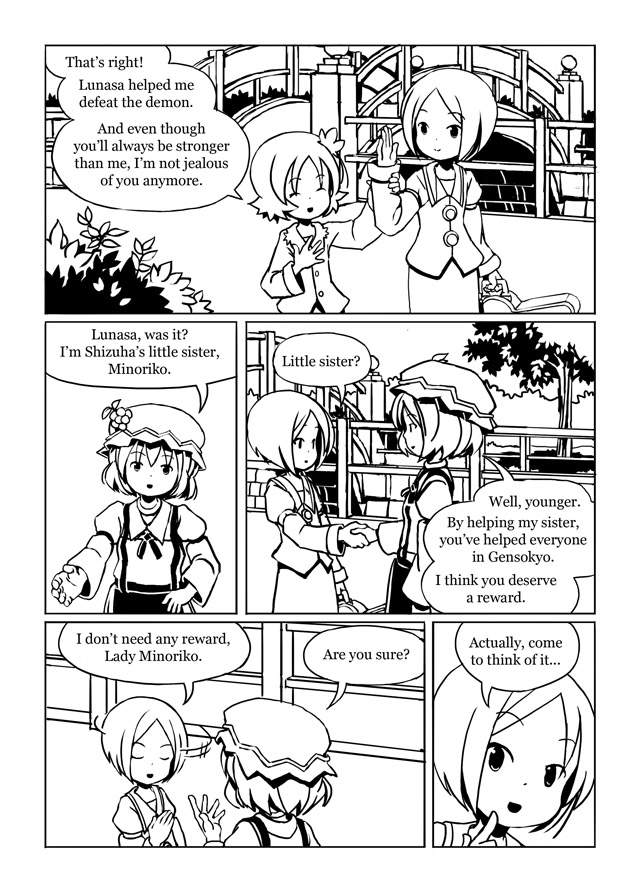 That's right!
Lunasa helped me
defeat the demon.
And even though
you'll always be stronger
than me, I'm not jealous
of you anymore.
Lunasa, was it?
I'm Shizuha's little sister,
Minoriko.
Little sister?
Well, younger.
By helping my sister,
you've helped everyone
in Gensokyo.
I think you deserve
a reward.
I don't need any reward,
Lady Minoriko.
Are you sure?
Actually, come
to think of it...